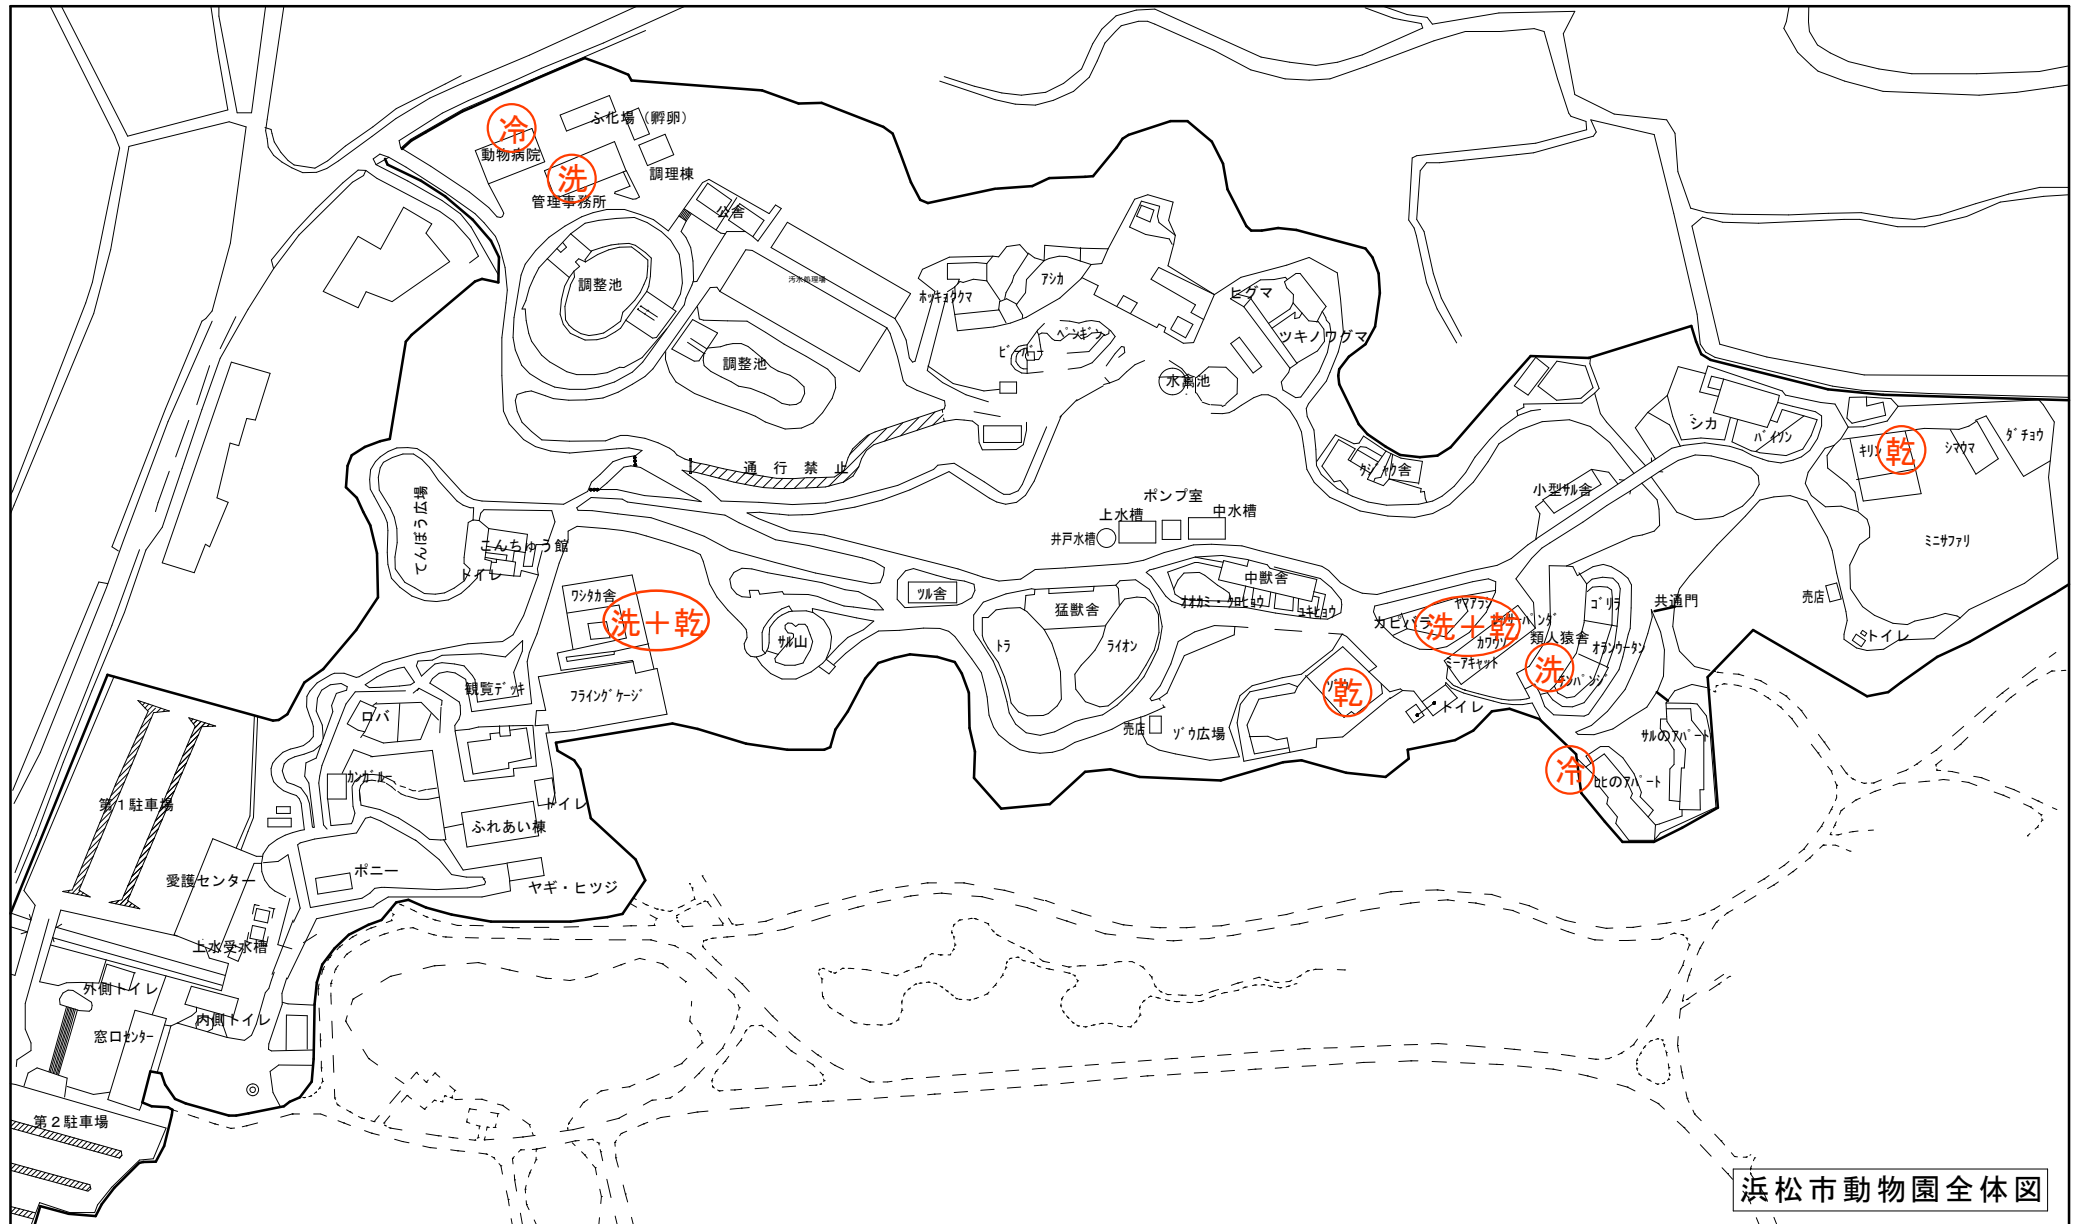 冷
ふ化場（孵卵）
動物病院
洗
調理棟
管理事務所
公舎
調整池
汚水処理場
調整池
ホッキョクグマ
アシカ
ペンギン
ビーバー
ヒグマ
ツキノワグマ
水禽池
クジャク舎
シカ
バイソン
キリン
乾
シマウマ
ダチョウ
小型サル舎
ミニサファリ
通行禁止
ポンプ室
上水槽
中水槽
井戸水槽
てんぼう広場
こんちゅう館
トイレ
ワシタカ舎
洗＋乾
フライングケージ
サル山
ツル舎
トラ
猛獣舎
ライオン
中獣舎
オオカミ・クロヒョウ
ユキヒョウ
カピバラ
ヤマアラシ
洗＋乾
カワウソ
ミーアキャット
類人猿舎
ゴリラ
オランウータン
洗
チンパンジー
共通門
売店
トイレ
乾
トイレ
売店
ゾウ広場
冷
サルのアパート
ヒヒのアパート
観覧デッキ
ロバ
カンガルー
トイレ
ふれあい棟
ポニー
ヤギ・ヒツジ
第１駐車場
愛護センター
上水受水槽
外側トイレ
内側トイレ
窓口センター
第２駐車場
浜松市動物園全体図